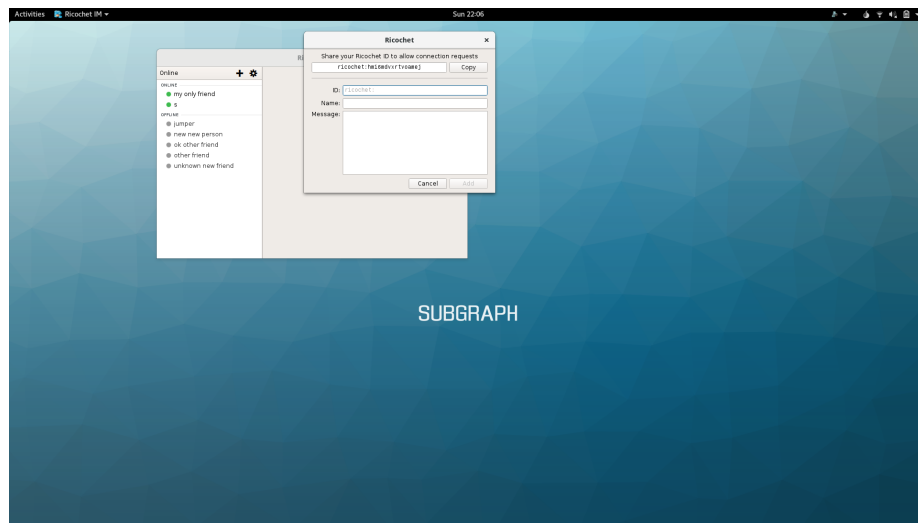 Activities Ricochet IM Sun 22:06
Ricochet
Share your Ricochet ID to allow connection requests
Copy
ID: ricochet:
Name:
Message:
Cancel Add
Online
ONLINE
my only friend
s
OFFLINE
jumper
new new person
ok other friend
other friend
unknown new friend
SUBGRAPH